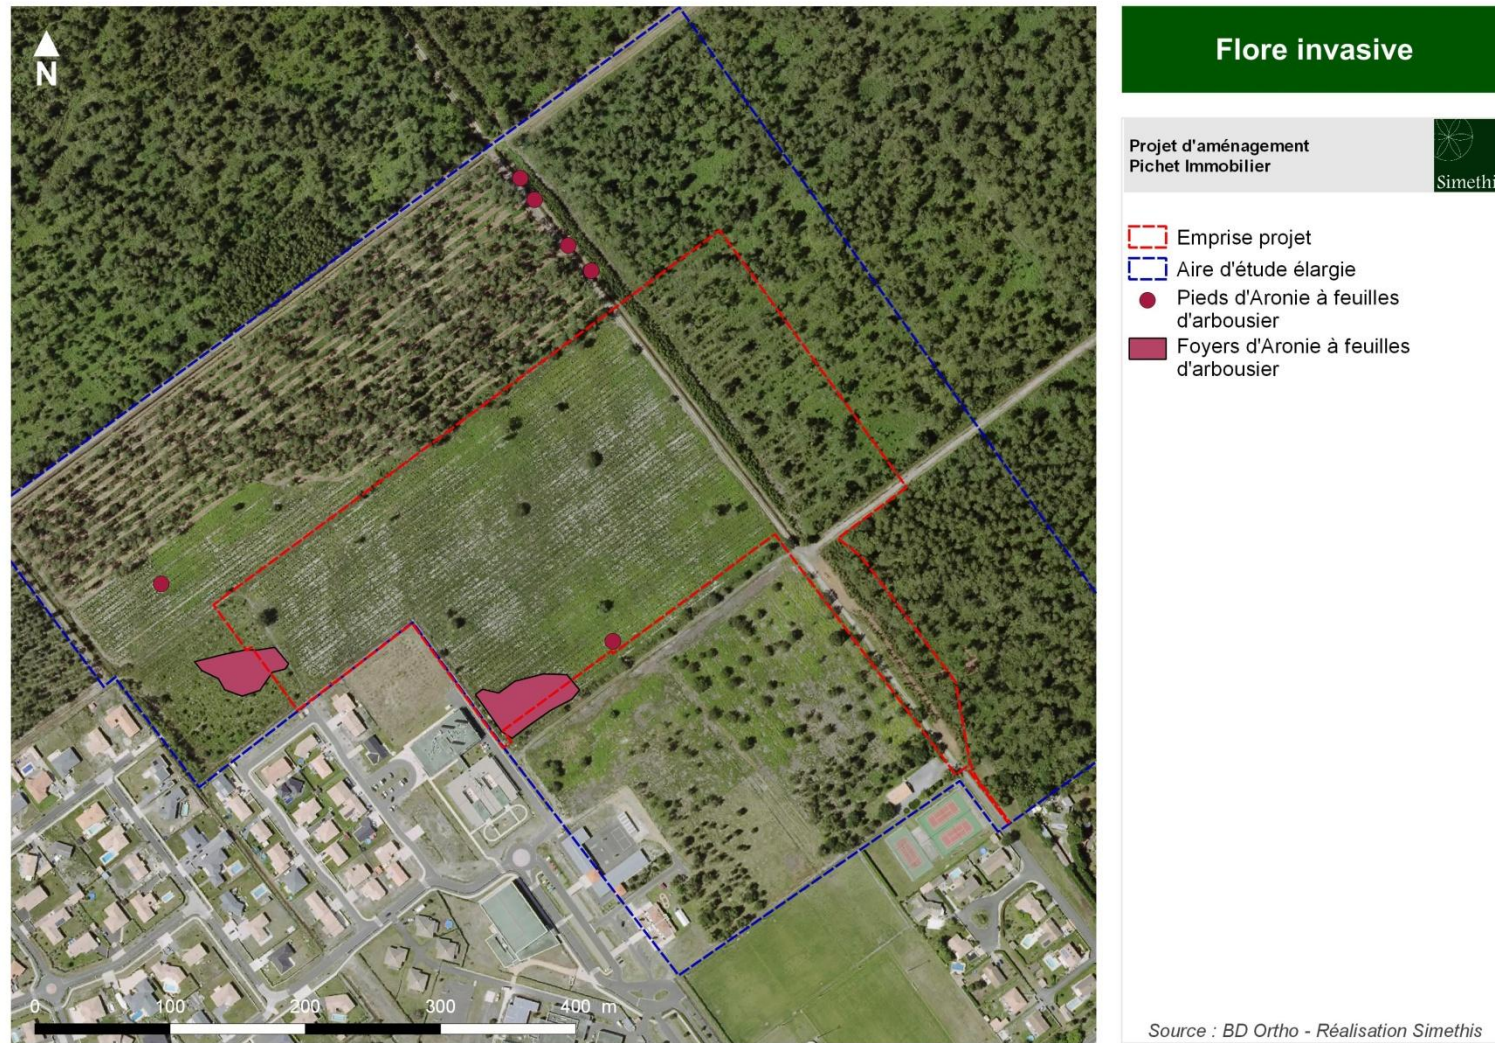 N
0 100 200 300 400 m
Flore invasive
Projet d'aménagement
Pichet Immobilier
Simethi
Emprise projet
Aire d'étude élargie
Pieds d'Aronie à feuilles
d'arbousier
Foyers d'Aronie à feuilles
d'arbousier
Source : BD Ortho - Réalisation Simethis